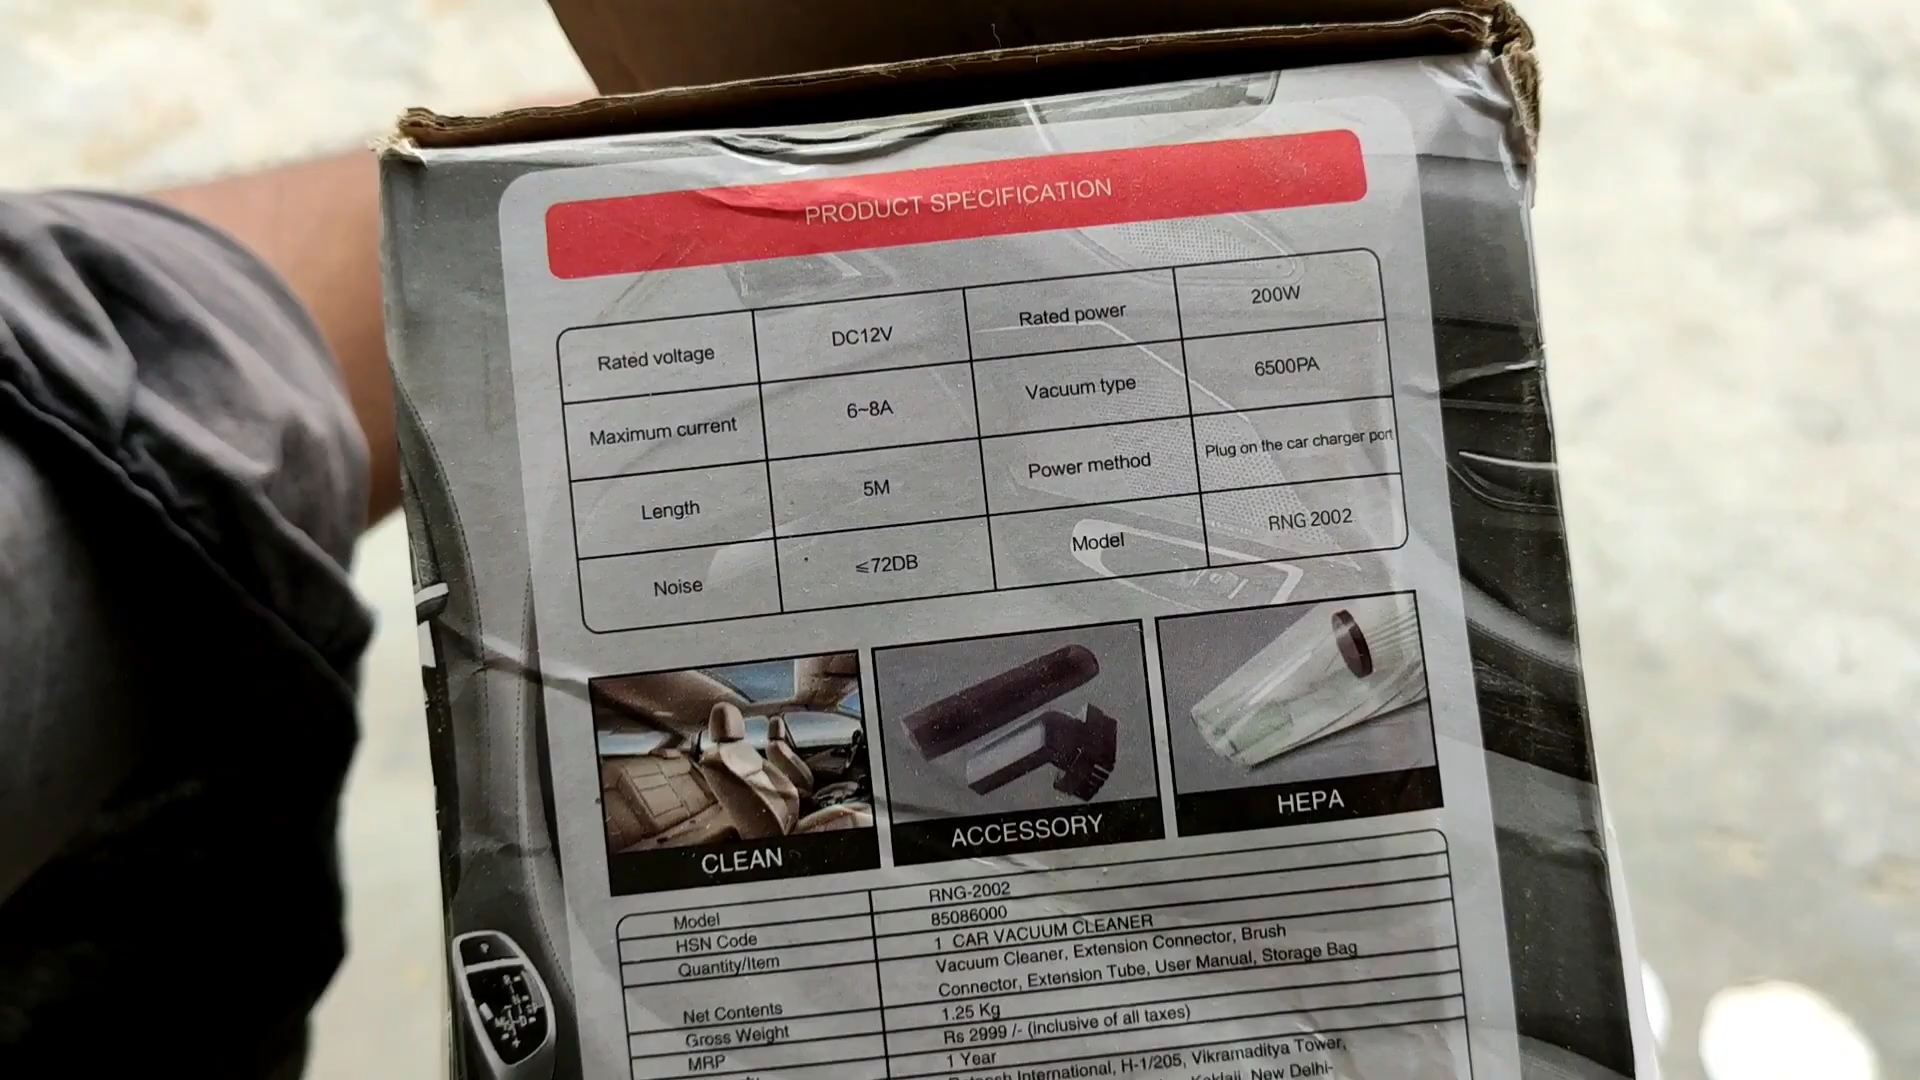 PRODUCT SPECIFICATION
Rated voltage DC12V Rated power 200W
Maximum current 6~8A Vacuum type 6500PA
Length 5M Power method Plug on the car charger port
Noise ≤72DB Model RNG 2002
CLEAN
ACCESSORY
HEPA
Model RNG-2002
HSN Code 85086000
Quantity/Item 1 CAR VACUUM CLEANER
Net Contents Vacuum Cleaner, Extension Connector, Brush
Connector, Extension Tube, User Manual, Storage Bag
Gross Weight 1.25 Kg
MRP Rs 2999 /- (inclusive of all taxes)
1 Year
International, H-1/205, Vikramaditya Tower,
New Delhi-